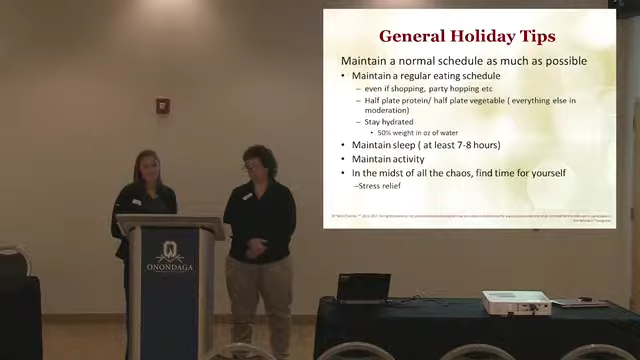 General Holiday Tips
Maintain a normal schedule as much as possible
• Maintain a regular eating schedule
– even if shopping, party hopping etc
– Half plate protein/ half plate vegetable ( everything else in
moderation)
– Stay hydrated
• 50% weight in oz of water
• Maintain sleep ( at least 7-8 hours)
• Maintain activity
• In the midst of all the chaos, find time for yourself
–Stress relief
ONONDAGA